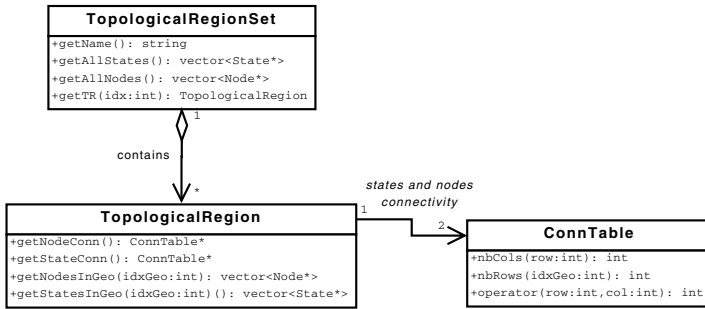 TopologicalRegionSet
+getName(): string
+getAllStates(): vector<State*>
+getAllNodes(): vector<Node*>
+getTR(idx:int): TopologicalRegion
1
contains
*
states and nodes
connectivity
TopologicalRegion
1
2
+getNodeConn(): ConnTable*
+getStateConn(): ConnTable*
+getNodesInGeo(idxGeo:int): vector<Node*>
+getStatesInGeo(idxGeo:int)(): vector<State*>
ConnTable
+nbCols(row:int): int
+nbRows(idxGeo:int): int
+operator(row:int,col:int): int